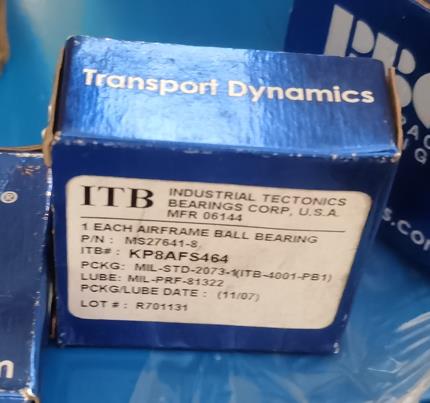 Transport Dynamics
ITB INDUSTRIAL TECTONICS
BEARINGS CORP, U.S.A.
MFR 06144
1 EACH AIRFRAME BALL BEARING
P/N : MS27641-8
ITB# : KP8AFS464
PCKG: MIL-STD-2073-1(ITB-4001-PB1)
LUBE: MIL-PRF-81322
PCKG/LUBE DATE : (11/07)
LOT # : R701131